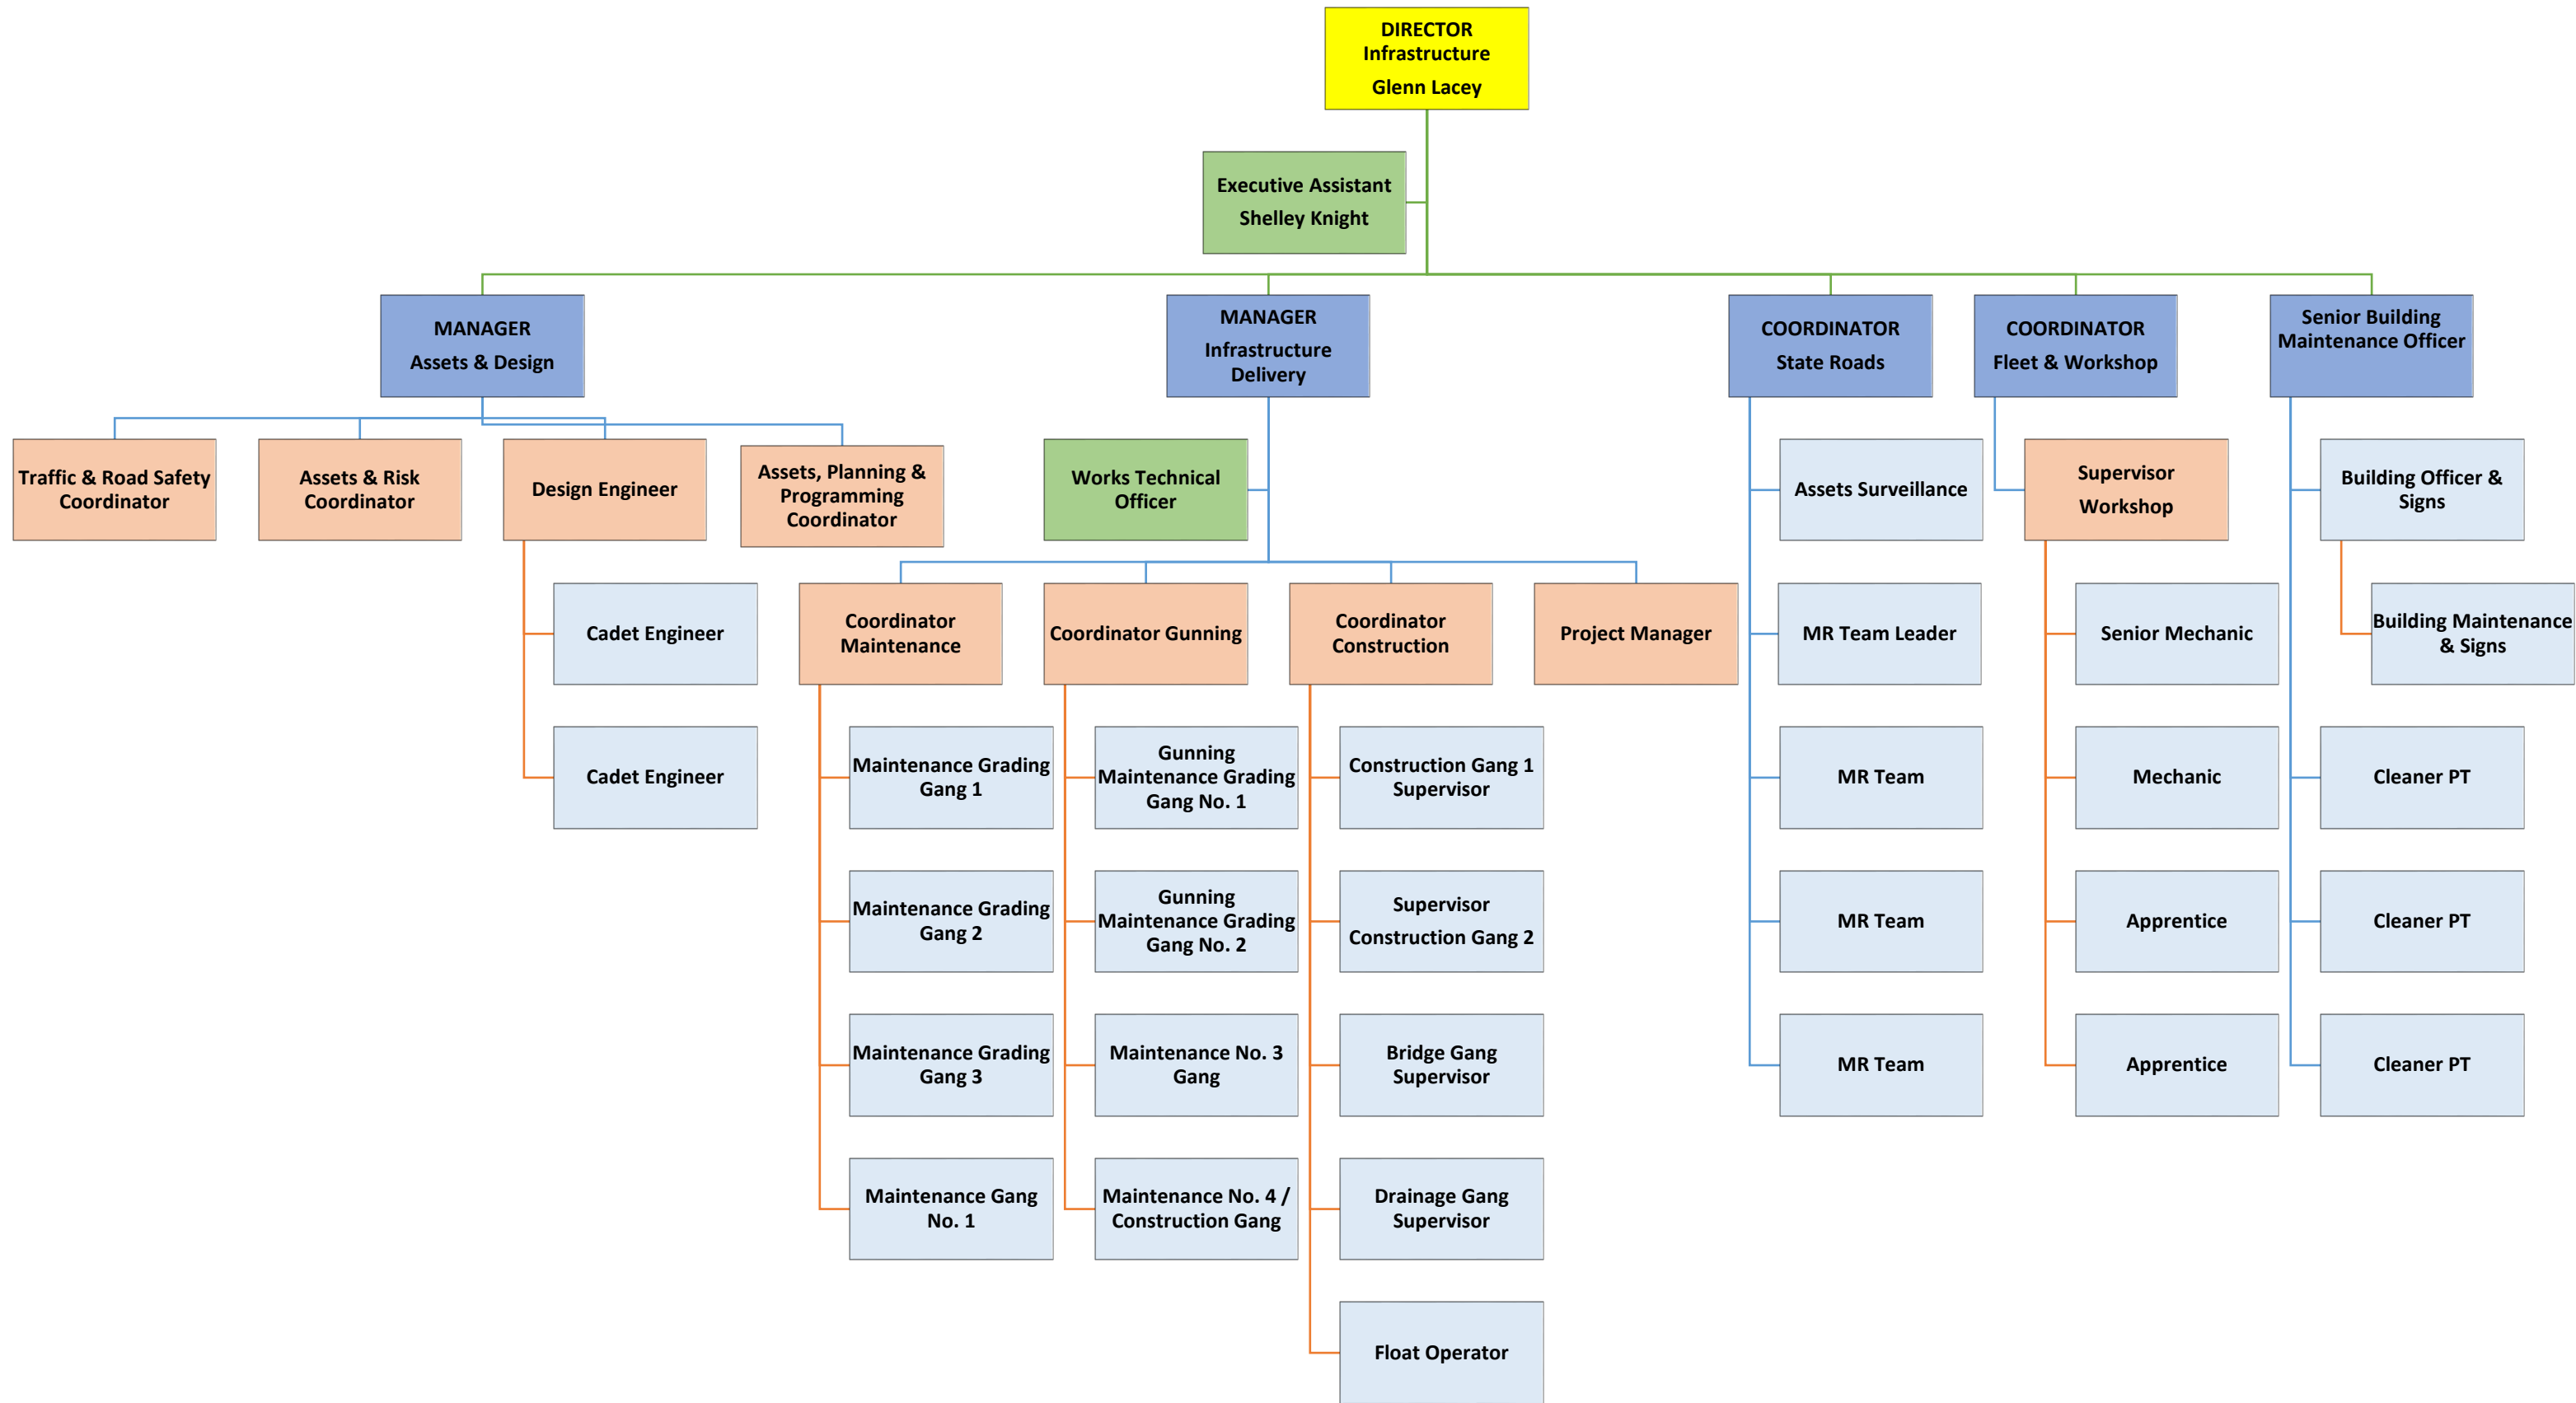 DIRECTOR
Infrastructure
Glenn Lacey
Executive Assistant
Shelley Knight
MANAGER
Assets & Design
MANAGER
Infrastructure
Delivery
COORDINATOR
State Roads
COORDINATOR
Fleet & Workshop
Senior Building
Maintenance Officer
Traffic & Road Safety
Coordinator
Assets & Risk
Coordinator
Design Engineer
Assets, Planning &
Programming
Coordinator
Works Technical
Officer
Assets Surveillance
Supervisor
Workshop
Building Officer &
Signs
Cadet Engineer
Coordinator
Maintenance
Coordinator Gunning
Coordinator
Construction
Project Manager
MR Team Leader
Senior Mechanic
Building Maintenance
& Signs
Cadet Engineer
Maintenance Grading
Gang 1
Gunning
Maintenance Grading
Gang No. 1
Construction Gang 1
Supervisor
MR Team
Mechanic
Cleaner PT
Maintenance Grading
Gang 2
Gunning
Maintenance Grading
Gang No. 2
Supervisor
Construction Gang 2
MR Team
Apprentice
Cleaner PT
Maintenance Grading
Gang 3
Maintenance No. 3
Gang
Bridge Gang
Supervisor
MR Team
Apprentice
Cleaner PT
Maintenance Gang
No. 1
Maintenance No. 4 /
Construction Gang
Drainage Gang
Supervisor
Float Operator